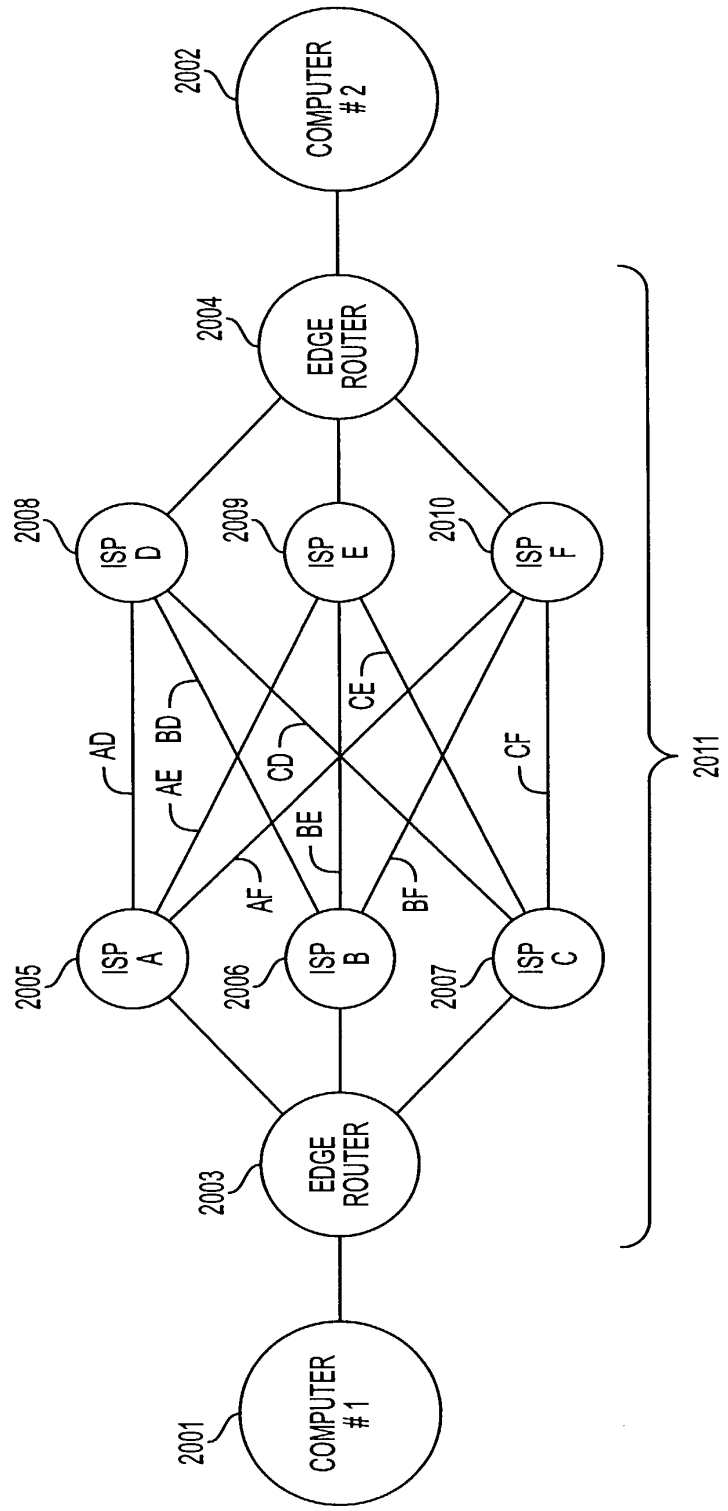 2001
COMPUTER
#1
2003
EDGE
ROUTER
2005
ISP
A
2006
ISP
B
2007
ISP
C
AD
AE
BD
AF
CD
BE
CE
BF
CF
2008
ISP
D
2009
ISP
E
2010
ISP
F
2004
EDGE
ROUTER
2002
COMPUTER
#2
2011